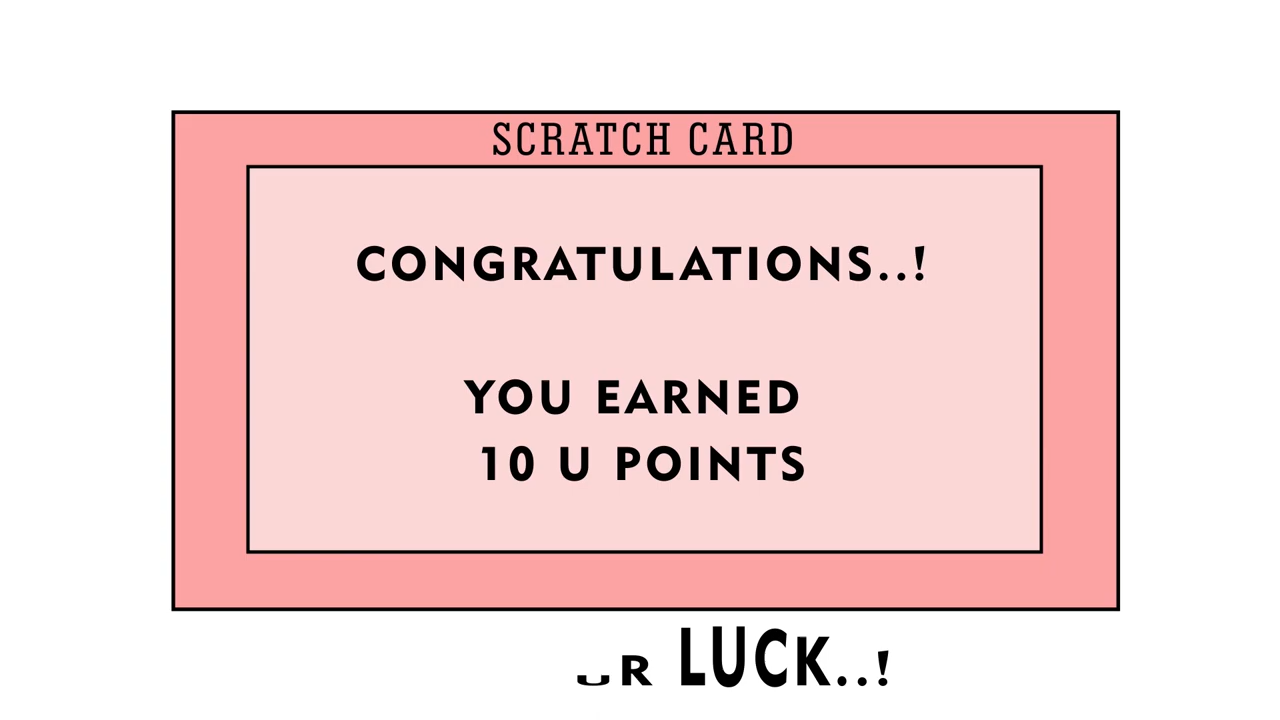 SCRATCH CARD
CONGRATULATIONS..!
YOU EARNED
10 U POINTS
LUCK..!